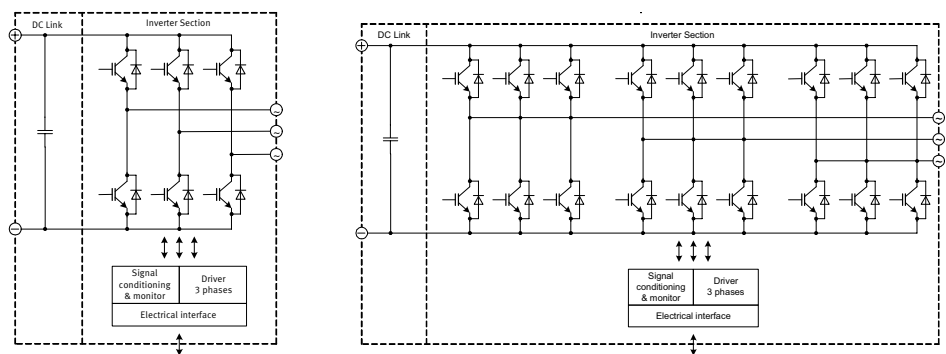 DC Link
Inverter Section
+
~
~
~
−
Signal
conditioning
& monitor
Driver
3 phases
Electrical interface
DC Link
Inverter Section
+
~
~
~
−
Signal
conditioning
& monitor
Driver
3 phases
Electrical interface